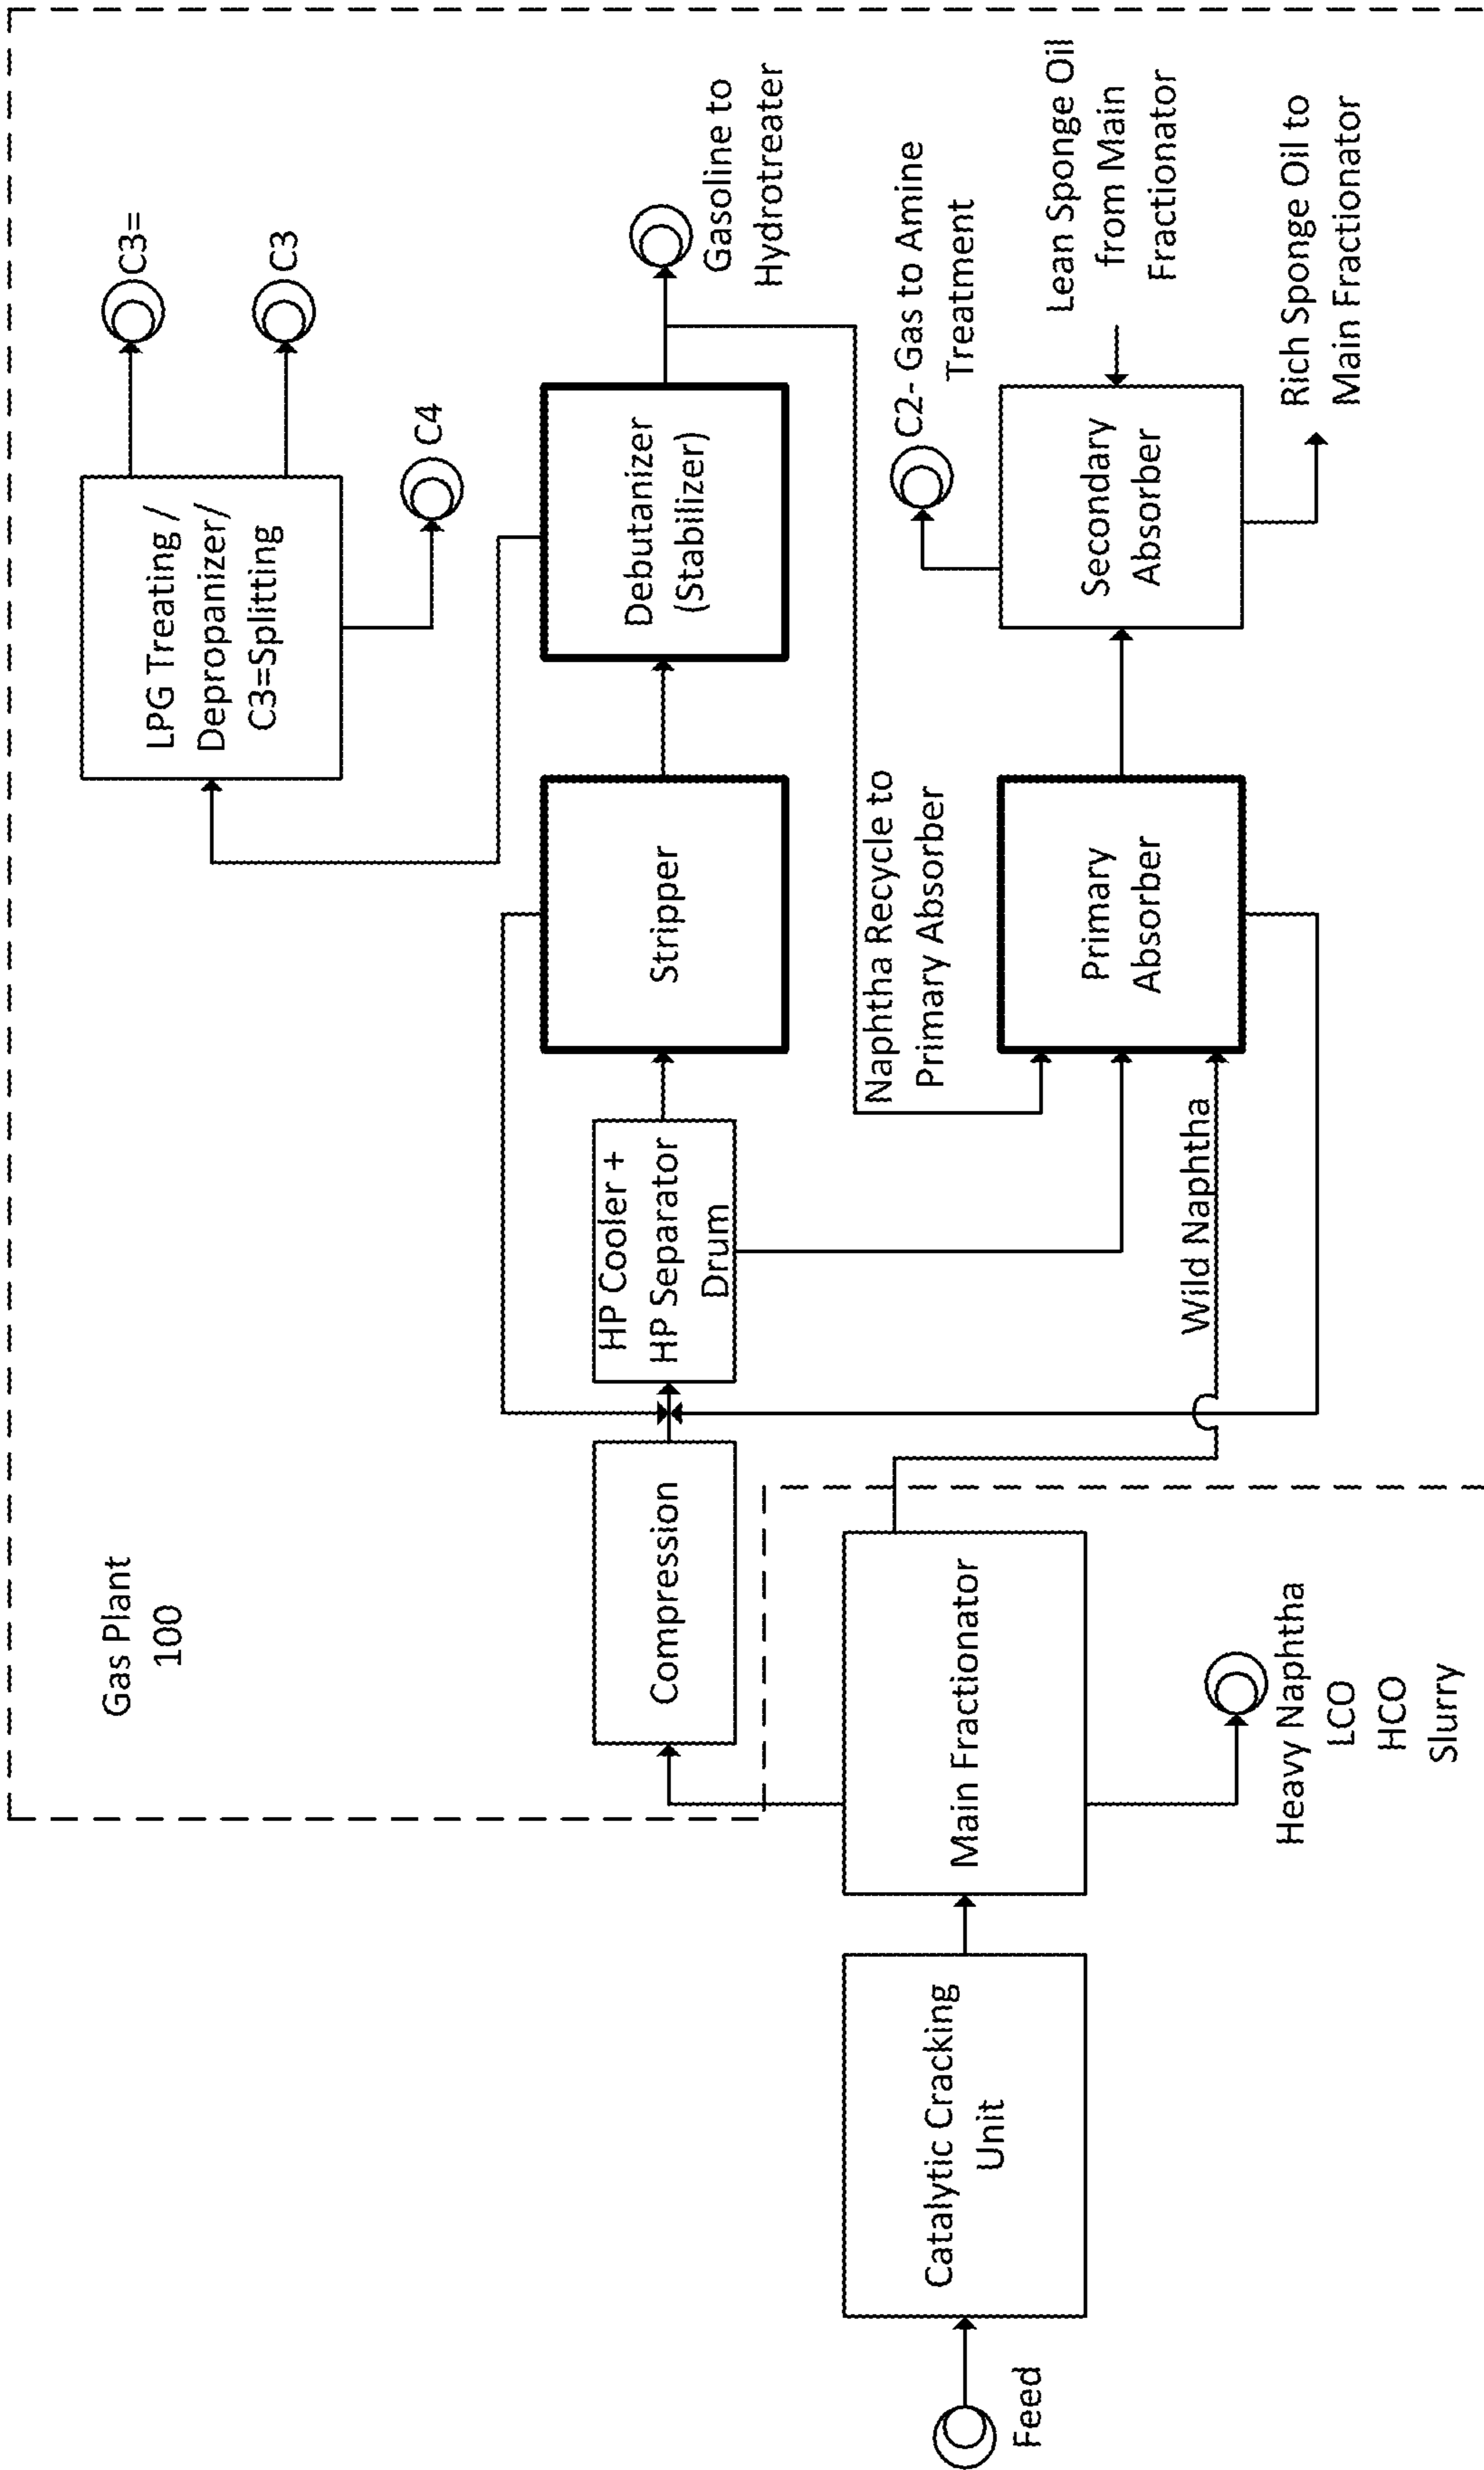 Gas Plant
100
LPG Treating /
Depropanizer/
C3=Splitting
C3=
C3
C4
Compression
HP Cooler +
HP Separator
Drum
Stripper
Debutanizer
(Stabilizer)
Gasoline to
Hydrotreater
Naphtha Recycle to
Primary Absorber
C2- Gas to Amine
Treatment
Feed
Catalytic Cracking
Unit
Main Fractionator
Wild Naphtha
Primary
Absorber
Secondary
Absorber
Lean Sponge Oil
from Main
Fractionator
Rich Sponge Oil to
Main Fractionator
Heavy Naphtha
LCO
HCO
Slurry